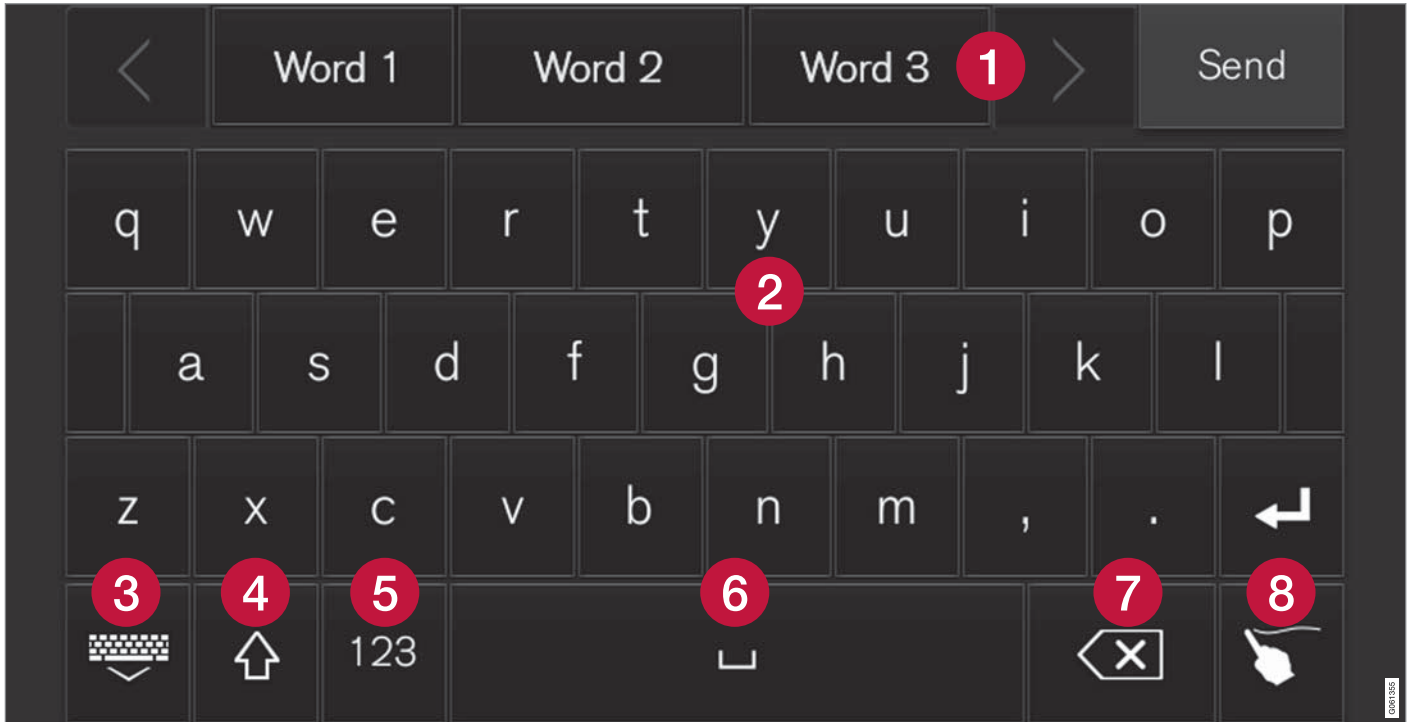 Word 1 Word 2 Word 3 1 Send
q w e r t y u i o p
2
a s d f g h j k l
z x c v b n m , .
3 4 5 6 7 8
123
G061355